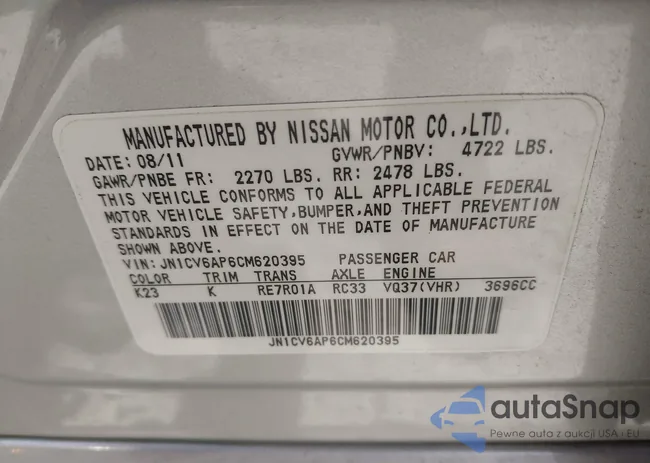 MANUFACTURED BY NISSAN MOTOR CO.,LTD.
DATE: 08/11 GVWR/PNBV: 4722 LBS.
GAWR/PNBE FR: 2270 LBS. RR: 2478 LBS.
THIS VEHICLE CONFORMS TO ALL APPLICABLE FEDERAL
MOTOR VEHICLE SAFETY,BUMPER,AND THEFT PREVENTION
STANDARDS IN EFFECT ON THE DATE OF MANUFACTURE
SHOWN ABOVE.
VIN: JN1CV6AP6CM620395 PASSENGER CAR
COLOR TRIM TRANS AXLE ENGINE
K23 K RE7R01A RC33 VQ37(VHR) 3696CC
JN1CV6AP6CM620395
autaSnap
Pewne auta z aukcji USA i EU